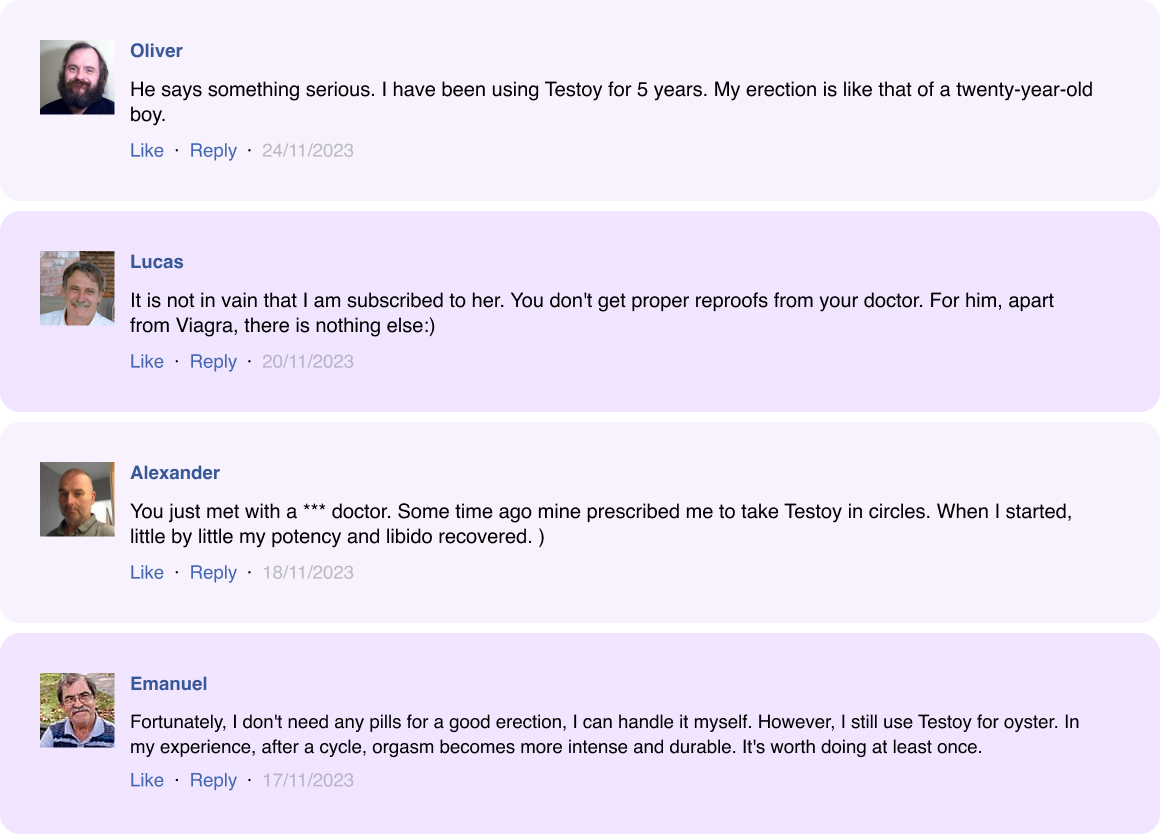 Oliver
He says something serious. I have been using Testoy for 5 years. My erection is like that of a twenty-year-old
boy.
Like · Reply · 24/11/2023
Lucas
It is not in vain that I am subscribed to her. You don't get proper reproofs from your doctor. For him, apart
from Viagra, there is nothing else:)
Like · Reply · 20/11/2023
Alexander
You just met with a *** doctor. Some time ago mine prescribed me to take Testoy in circles. When I started,
little by little my potency and libido recovered. )
Like · Reply · 18/11/2023
Emanuel
Fortunately, I don't need any pills for a good erection, I can handle it myself. However, I still use Testoy for oyster. In
my experience, after a cycle, orgasm becomes more intense and durable. It's worth doing at least once.
Like · Reply · 17/11/2023